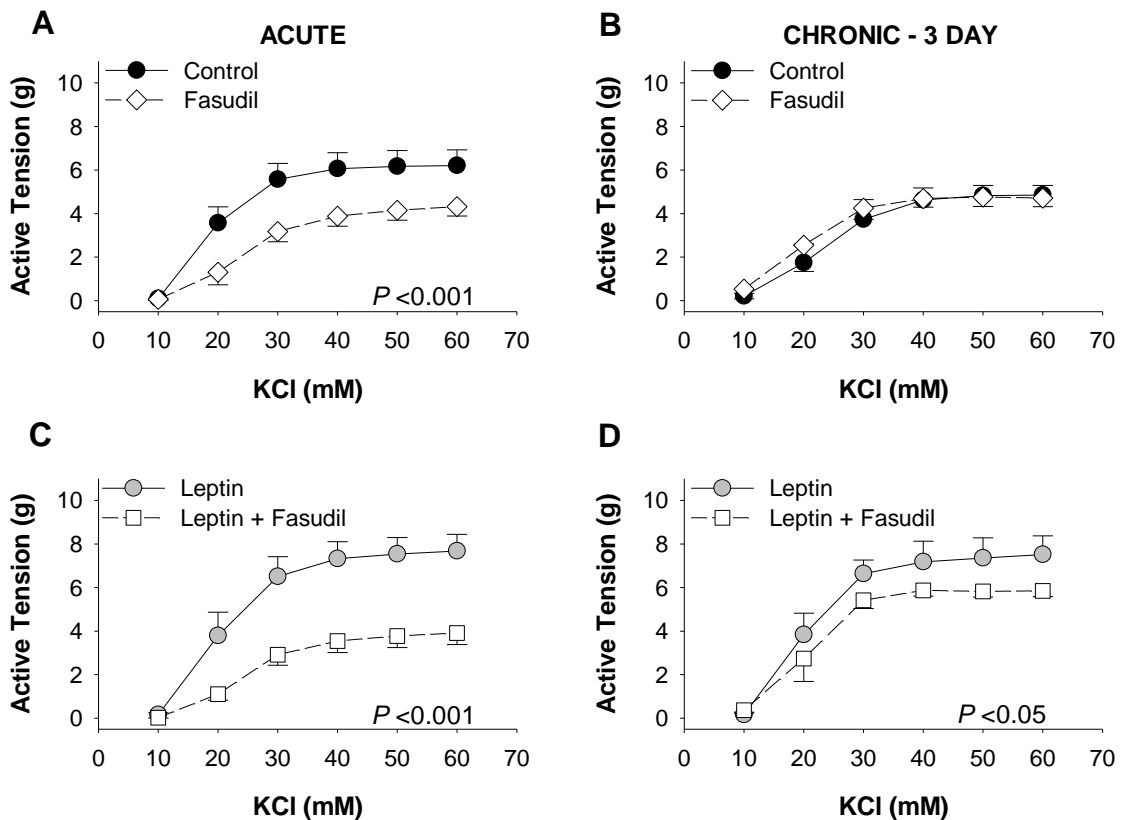 A
ACUTE
Control
Fasudil
Active Tension (g)
10
8
6
4
2
0
P <0.001
0 10 20 30 40 50 60 70
KCl (mM)
B
CHRONIC - 3 DAY
Control
Fasudil
Active Tension (g)
10
8
6
4
2
0
0 10 20 30 40 50 60 70
KCl (mM)
C
Leptin
Leptin + Fasudil
Active Tension (g)
10
8
6
4
2
0
P <0.001
0 10 20 30 40 50 60 70
KCl (mM)
D
Leptin
Leptin + Fasudil
Active Tension (g)
10
8
6
4
2
0
P <0.05
0 10 20 30 40 50 60 70
KCl (mM)